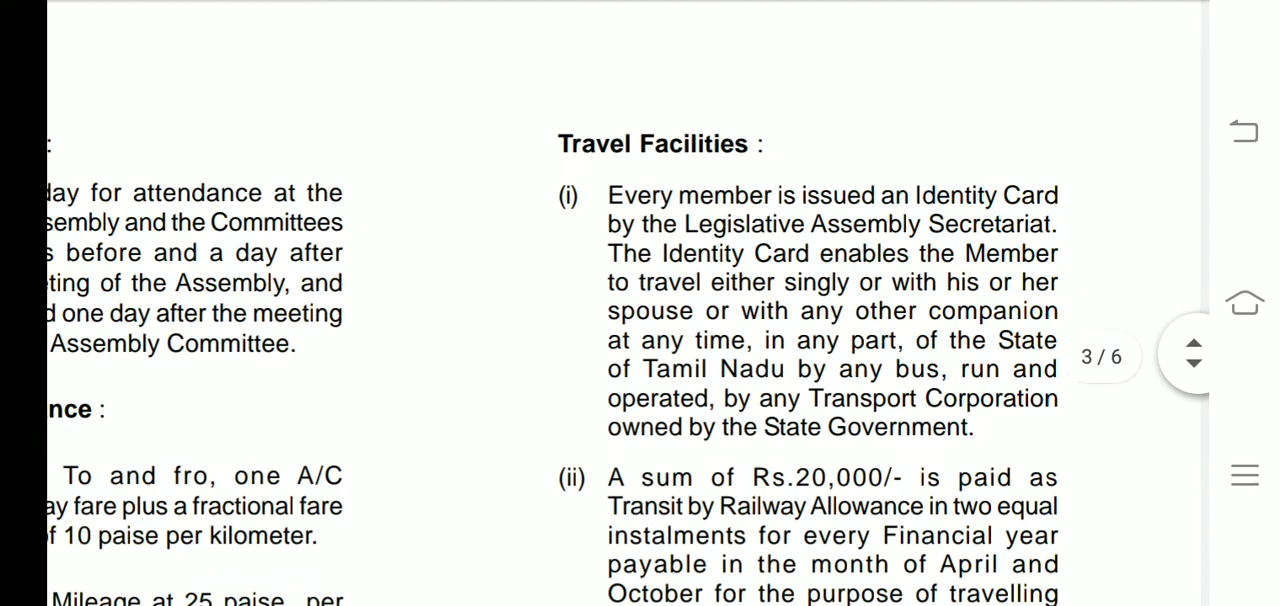 :
day for attendance at the
sembly and the Committees
s before and a day after
ting of the Assembly, and
d one day after the meeting
Assembly Committee.
nce :
To and fro, one A/C
ay fare plus a fractional fare
of 10 paise per kilometer.
Mileage at 25 paise per
Travel Facilities :
(i) Every member is issued an Identity Card
by the Legislative Assembly Secretariat.
The Identity Card enables the Member
to travel either singly or with his or her
spouse or with any other companion
at any time, in any part, of the State
of Tamil Nadu by any bus, run and
operated, by any Transport Corporation
owned by the State Government.
(ii) A sum of Rs.20,000/- is paid as
Transit by Railway Allowance in two equal
instalments for every Financial year
payable in the month of April and
October for the purpose of travelling
3 / 6